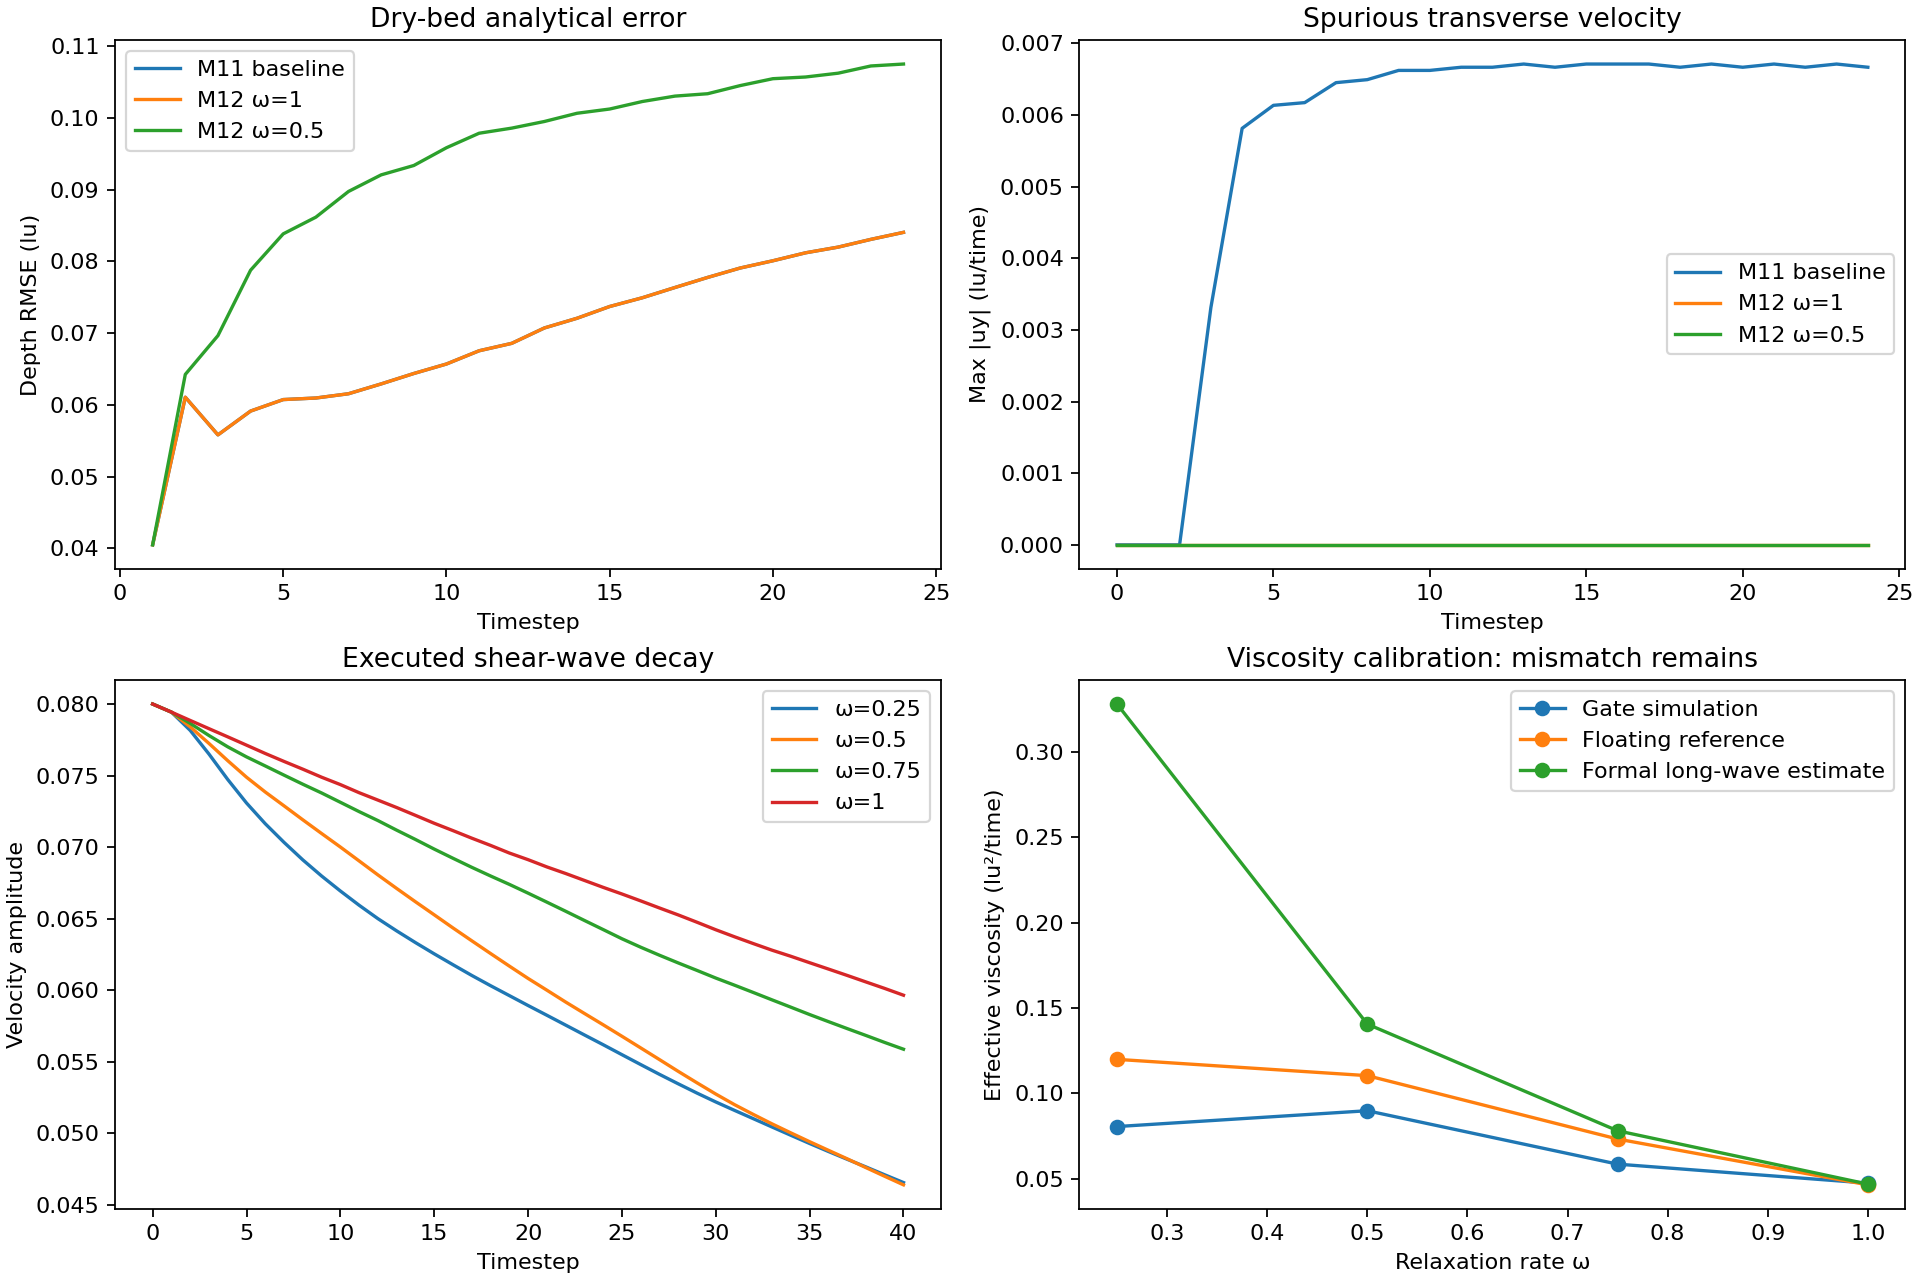 Dry-bed analytical error
0.11
0.10
0.09
0.08
0.07
0.06
0.05
0.04
Depth RMSE (lu)
M11 baseline
M12 ω=1
M12 ω=0.5
0 5 10 15 20 25
Timestep
Spurious transverse velocity
0.007
0.006
0.005
0.004
0.003
0.002
0.001
0.000
Max |uy| (lu/time)
M11 baseline
M12 ω=1
M12 ω=0.5
0 5 10 15 20 25
Timestep
Executed shear-wave decay
0.080
0.075
0.070
0.065
0.060
0.055
0.050
0.045
Velocity amplitude
ω=0.25
ω=0.5
ω=0.75
ω=1
0 5 10 15 20 25 30 35 40
Timestep
Viscosity calibration: mismatch remains
0.30
0.25
0.20
0.15
0.10
0.05
Effective viscosity (lu²/time)
Gate simulation
Floating reference
Formal long-wave estimate
0.3 0.4 0.5 0.6 0.7 0.8 0.9 1.0
Relaxation rate ω